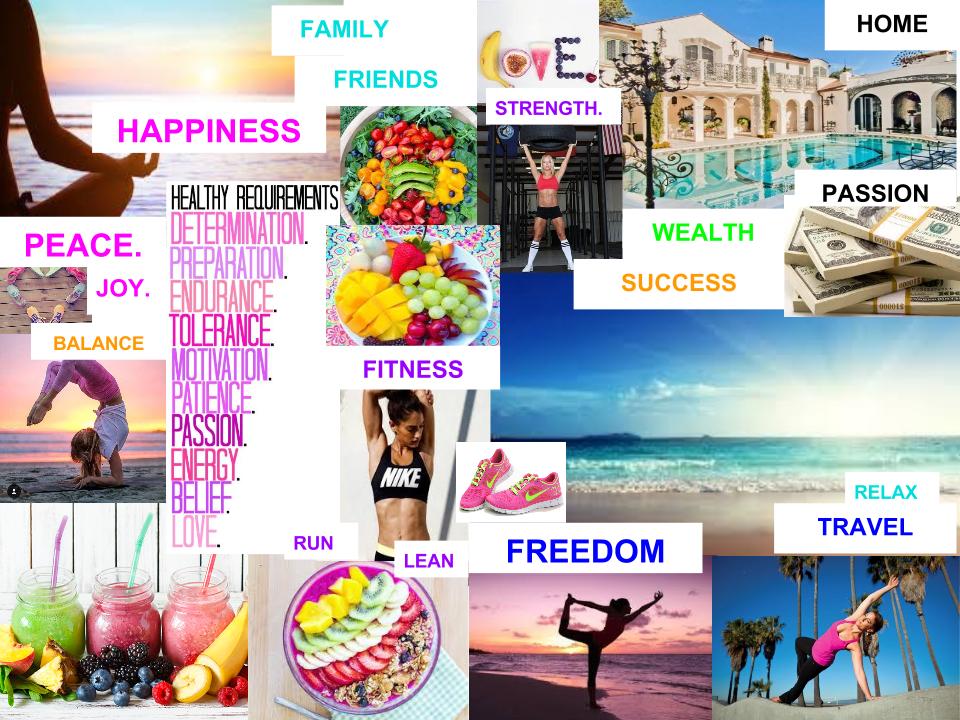 FAMILY
FRIENDS
HAPPINESS
LOVE
STRENGTH.
HOME
PASSION
WEALTH
SUCCESS
PEACE.
JOY.
BALANCE
HEALTHY REQUIREMENTS
DETERMINATION.
PREPARATION.
ENDURANCE.
TOLERANCE.
MOTIVATION.
PATIENCE.
PASSION.
ENERGY.
BELIEF.
LOVE.
FITNESS
NIKE
RELAX
TRAVEL
RUN
LEAN
FREEDOM